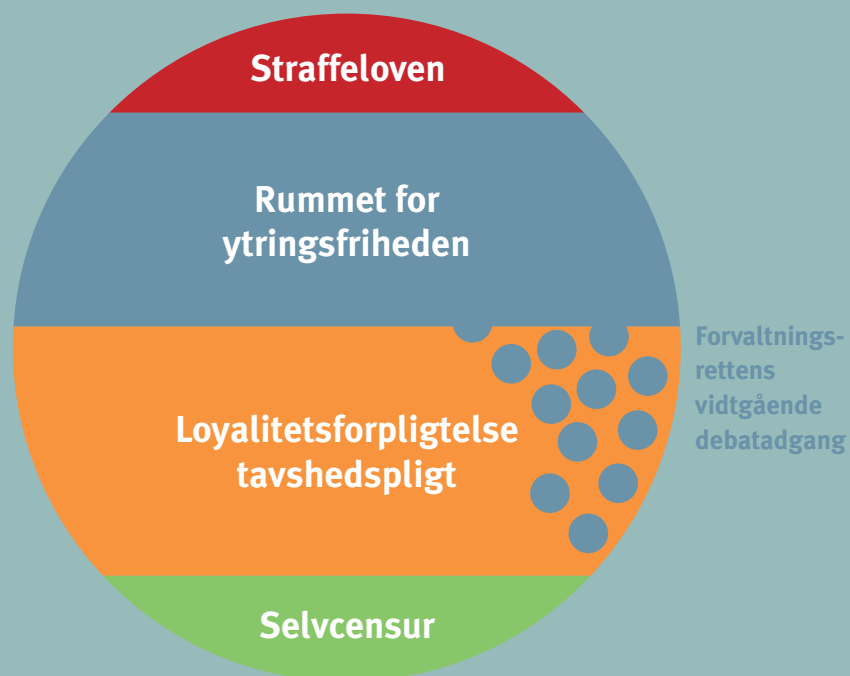 Straffeloven
Rummet for
ytringsfriheden
Forvaltnings-
rettens
vidtgående
debatadgang
Loyalitetsforpligtelse
tavshedspligt
Selvcensur